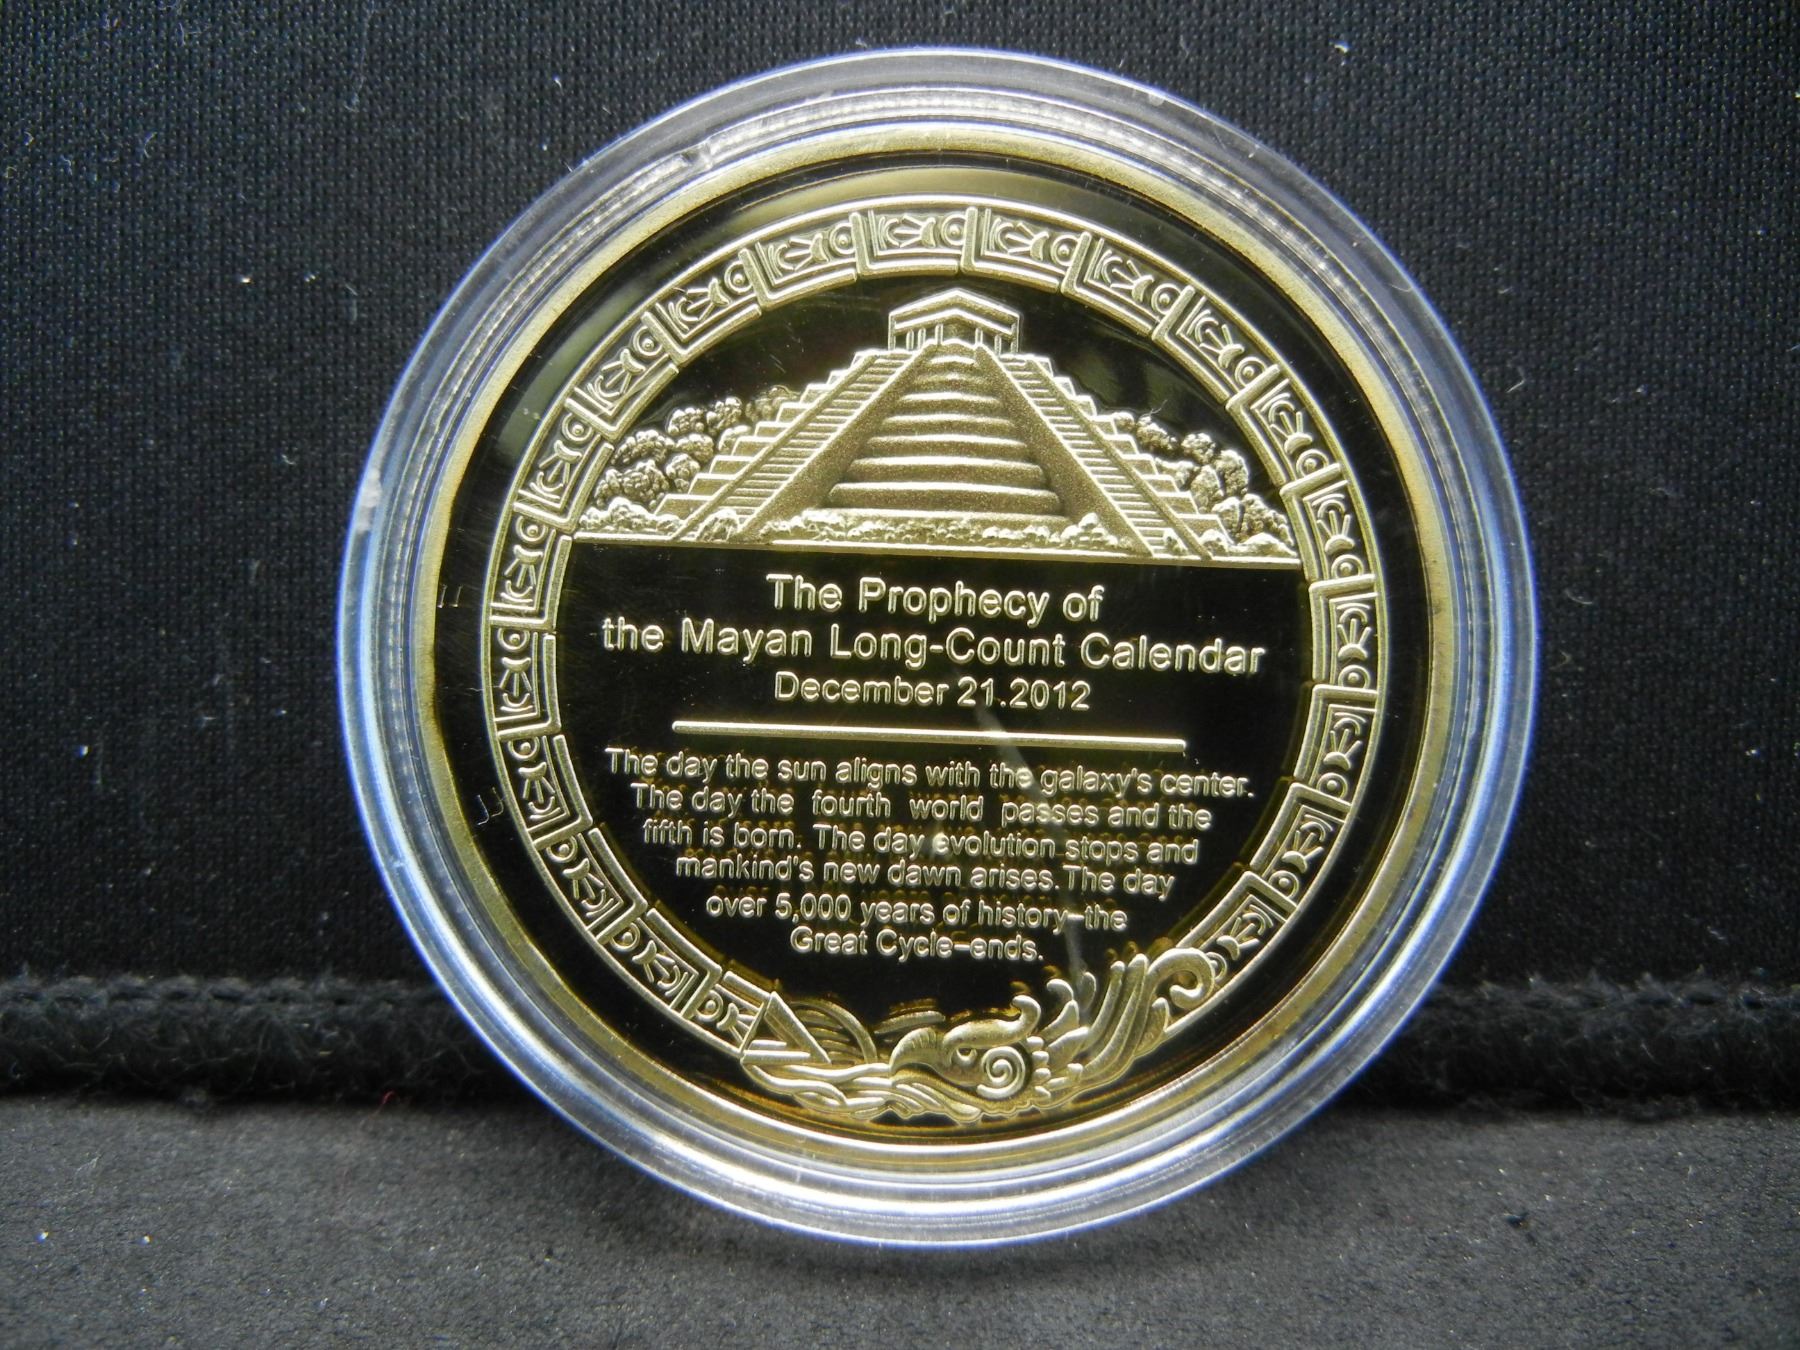 The Prophecy of
the Mayan Long-Count Calendar
December 21.2012
The day the sun aligns with the galaxy's center.
The day the fourth world passes and the
fifth is born. The day evolution stops and
mankind's new dawn arises. The day
over 5,000 years of history—the
Great Cycle—ends.